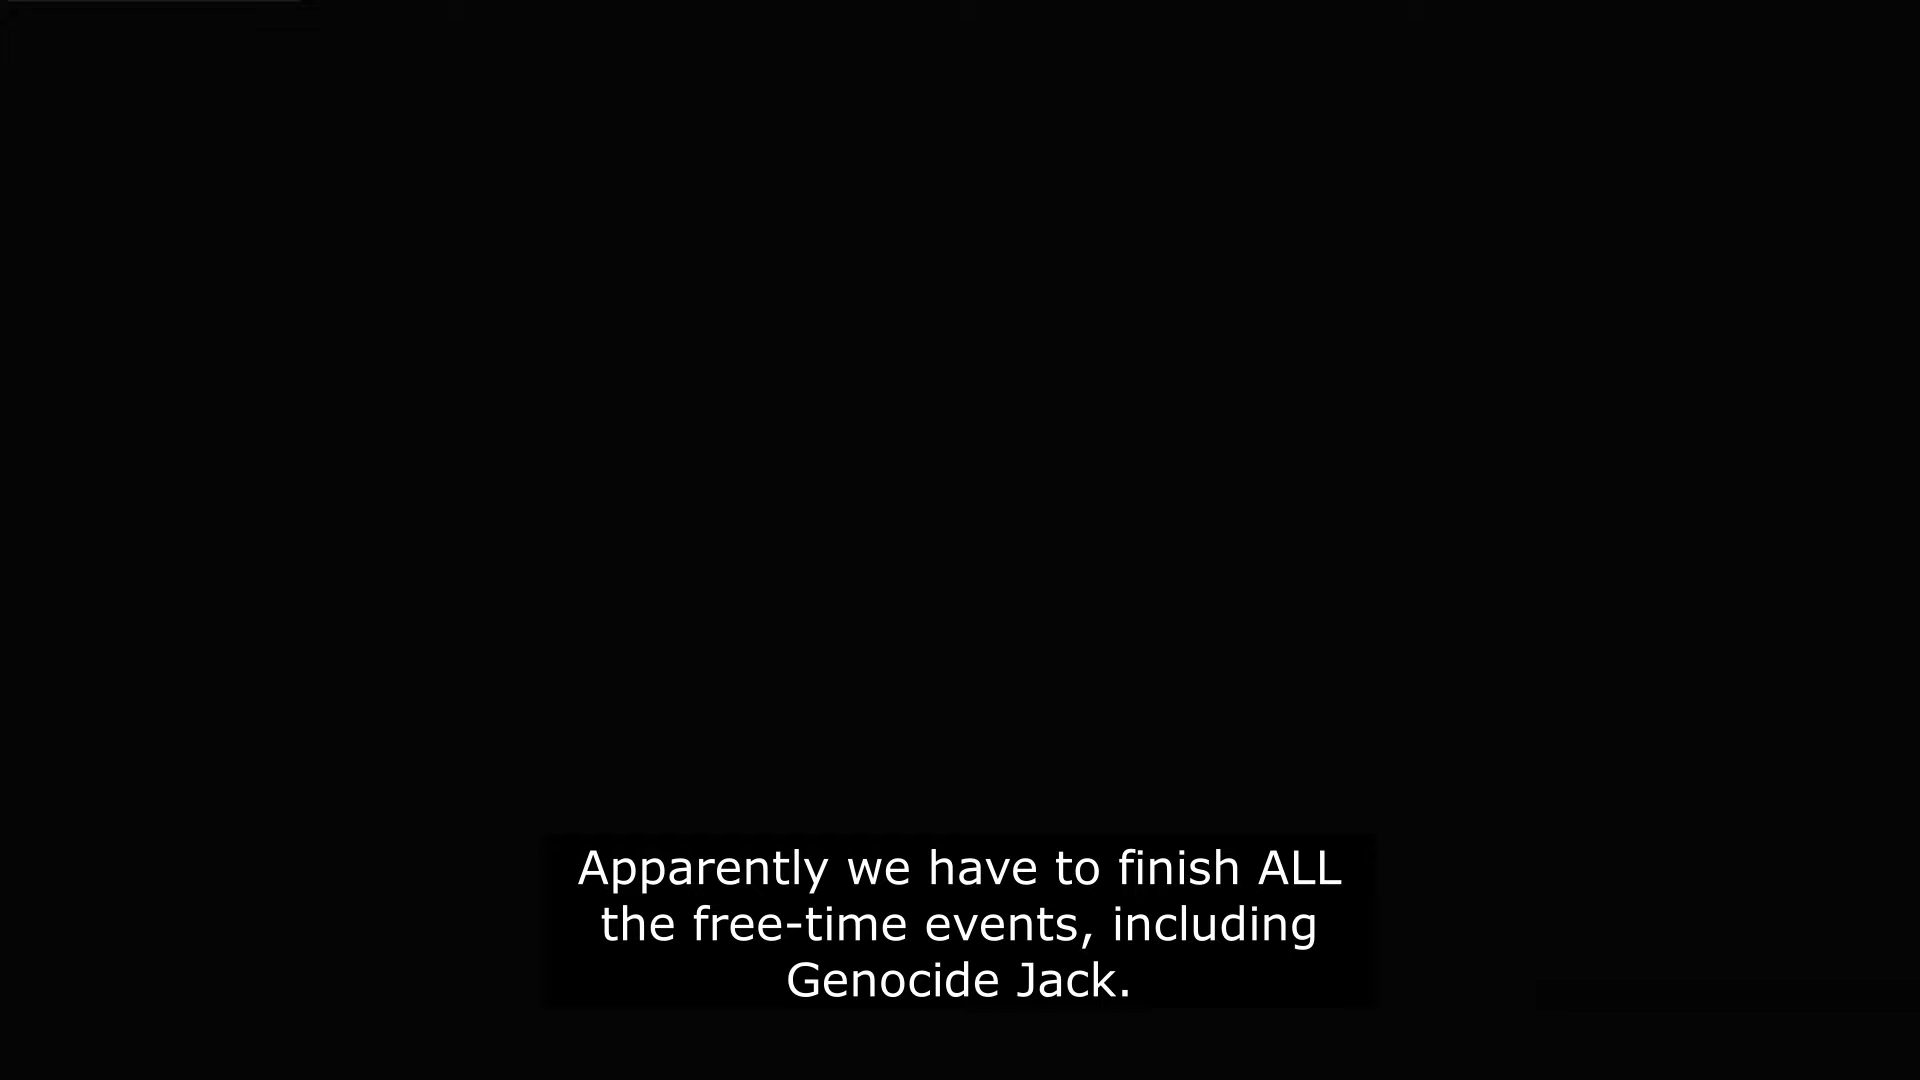 Apparently we have to finish ALL
the free-time events, including
Genocide Jack.